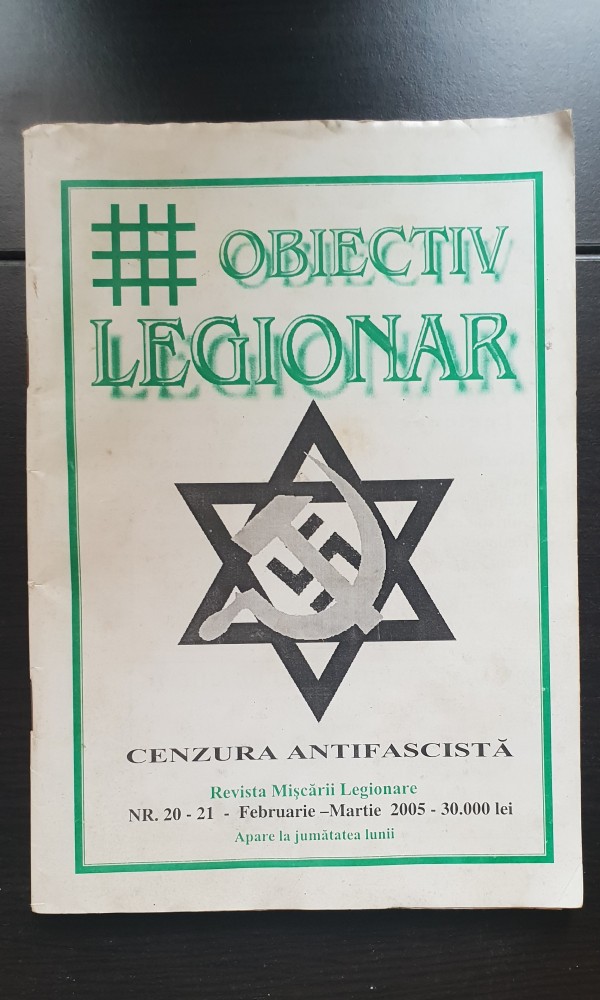 OBIECTIV
LEGIONAR
CENZURA ANTIFASCISTĂ
Revista Mişcării Legionare
NR. 20 - 21 - Februarie –Martie 2005 - 30.000 lei
Apare la jumătatea lunii